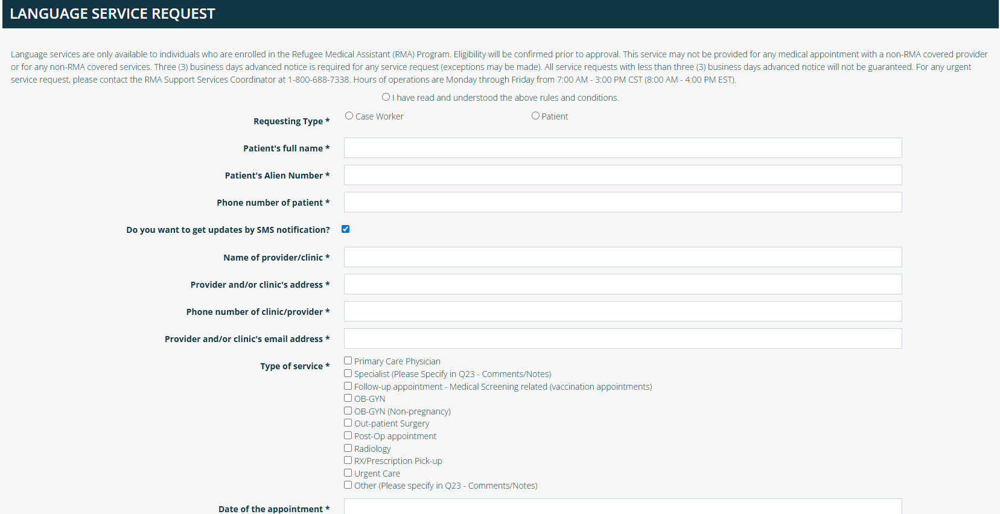 LANGUAGE SERVICE REQUEST
Language services are only available to individuals who are enrolled in the Refugee Medical Assistant (RMA) Program. Eligibility will be confirmed prior to approval. This service may not be provided for any medical appointment with a non-RMA covered provider
or for any non-RMA covered services. Three (3) business days advanced notice is required for any service request (exceptions may be made). All service requests with less than three (3) business days advanced notice will not be guaranteed. For any urgent
service request, please contact the RMA Support Services Coordinator at 1-800-688-7338. Hours of operations are Monday through Friday from 7:00 AM - 3:00 PM CST (8:00 AM - 4:00 PM EST).
I have read and understood the above rules and conditions.
Requesting Type * Case Worker Patient
Patient's full name *
Patient's Alien Number *
Phone number of patient *
Do you want to get updates by SMS notification?
Name of provider/clinic *
Provider and/or clinic's address *
Phone number of clinic/provider *
Provider and/or clinic's email address *
Type of service * Primary Care Physician
Specialist (Please Specify in Q23 - Comments/Notes)
Follow-up appointment - Medical Screening related (vaccination appointments)
OB-GYN
OB-GYN (Non-pregnancy)
Out-patient Surgery
Post-Op appointment
Radiology
RX/Prescription Pick-up
Urgent Care
Other (Please specify in Q23 - Comments/Notes)
Date of the appointment *